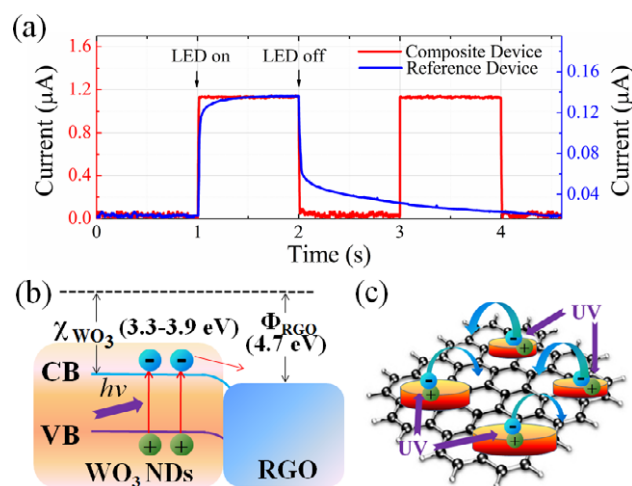 (a)
LED on
LED off
Composite Device
Reference Device
Current (μA)
1.6
1.2
0.8
0.4
0.0
0.16
0.12
0.08
0.04
Current (μA)
0
1
2
3
4
Time (s)
(b)
χWO₃
(3.3-3.9 eV)
ΦRGO
(4.7 eV)
CB
hν
VB
WO₃ NDs
RGO
- -
+ +
(c)
UV
UV
UV
- - - -
+ + + +